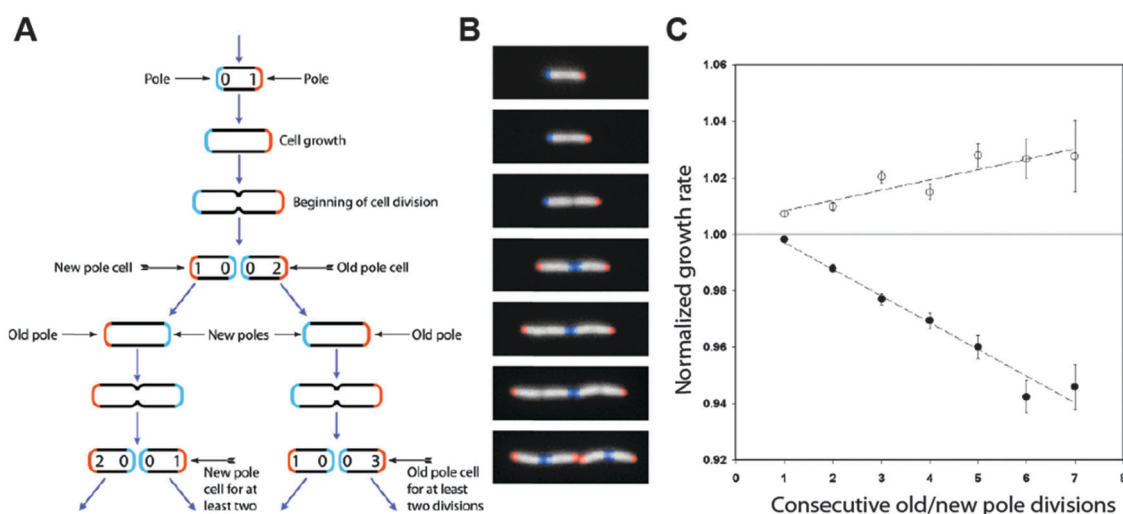 A
B
C
Pole
0 1
Pole
Cell growth
Beginning of cell division
New pole cell
1 0
0 2
Old pole cell
Old pole
New poles
Old pole
2 0
0 1
New pole
cell for at
least two
1 0
0 3
Old pole cell
for at least
two divisions
Normalized growth rate
1.06
1.04
1.02
1.00
0.98
0.96
0.94
0.92
0 1 2 3 4 5 6 7 8
Consecutive old/new pole divisions